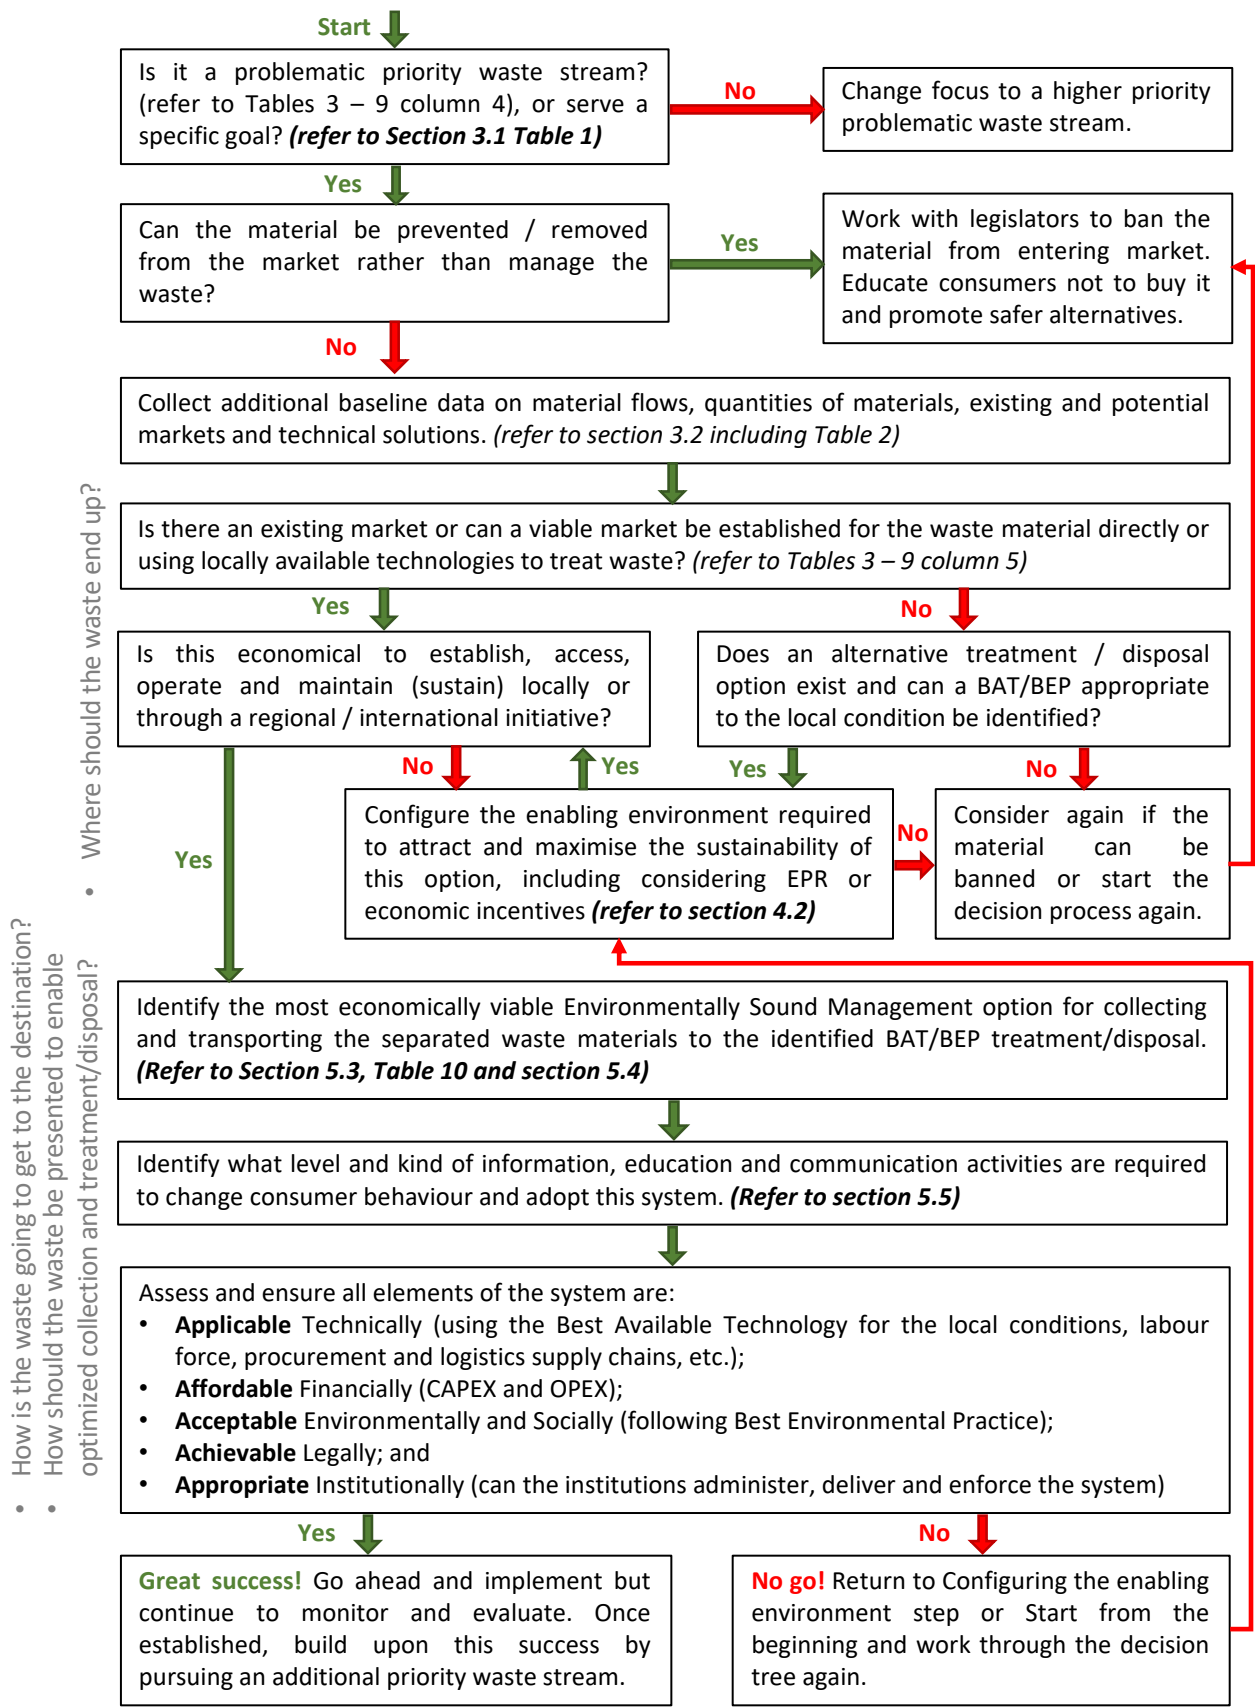 Start
Is it a problematic priority waste stream?
(refer to Tables 3 – 9 column 4), or serve a
specific goal? (refer to Section 3.1 Table 1)
No
Change focus to a higher priority
problematic waste stream.
Yes
Can the material be prevented / removed
from the market rather than manage the
waste?
Yes
Work with legislators to ban the
material from entering market.
Educate consumers not to buy it
and promote safer alternatives.
No
Collect additional baseline data on material flows, quantities of materials, existing and potential
markets and technical solutions. (refer to section 3.2 including Table 2)
Is there an existing market or can a viable market be established for the waste material directly or
using locally available technologies to treat waste? (refer to Tables 3 – 9 column 5)
Yes
No
Is this economical to establish, access,
operate and maintain (sustain) locally or
through a regional / international initiative?
Does an alternative treatment / disposal
option exist and can a BAT/BEP appropriate
to the local condition be identified?
No
Yes
Yes
No
Yes
Configure the enabling environment required
to attract and maximise the sustainability of
this option, including considering EPR or
economic incentives (refer to section 4.2)
No
Consider again if the
material can be
banned or start the
decision process again.
• Where should the waste end up?
Identify the most economically viable Environmentally Sound Management option for collecting
and transporting the separated waste materials to the identified BAT/BEP treatment/disposal.
(Refer to Section 5.3, Table 10 and section 5.4)
Identify what level and kind of information, education and communication activities are required
to change consumer behaviour and adopt this system. (Refer to section 5.5)
• How is the waste going to get to the destination?
• How should the waste be presented to enable
optimized collection and treatment/disposal?
Assess and ensure all elements of the system are:
• Applicable Technically (using the Best Available Technology for the local conditions, labour
force, procurement and logistics supply chains, etc.);
• Affordable Financially (CAPEX and OPEX);
• Acceptable Environmentally and Socially (following Best Environmental Practice);
• Achievable Legally; and
• Appropriate Institutionally (can the institutions administer, deliver and enforce the system)
Yes
No
Great success! Go ahead and implement but
continue to monitor and evaluate. Once
established, build upon this success by
pursuing an additional priority waste stream.
No go! Return to Configuring the enabling
environment step or Start from the
beginning and work through the decision
tree again.